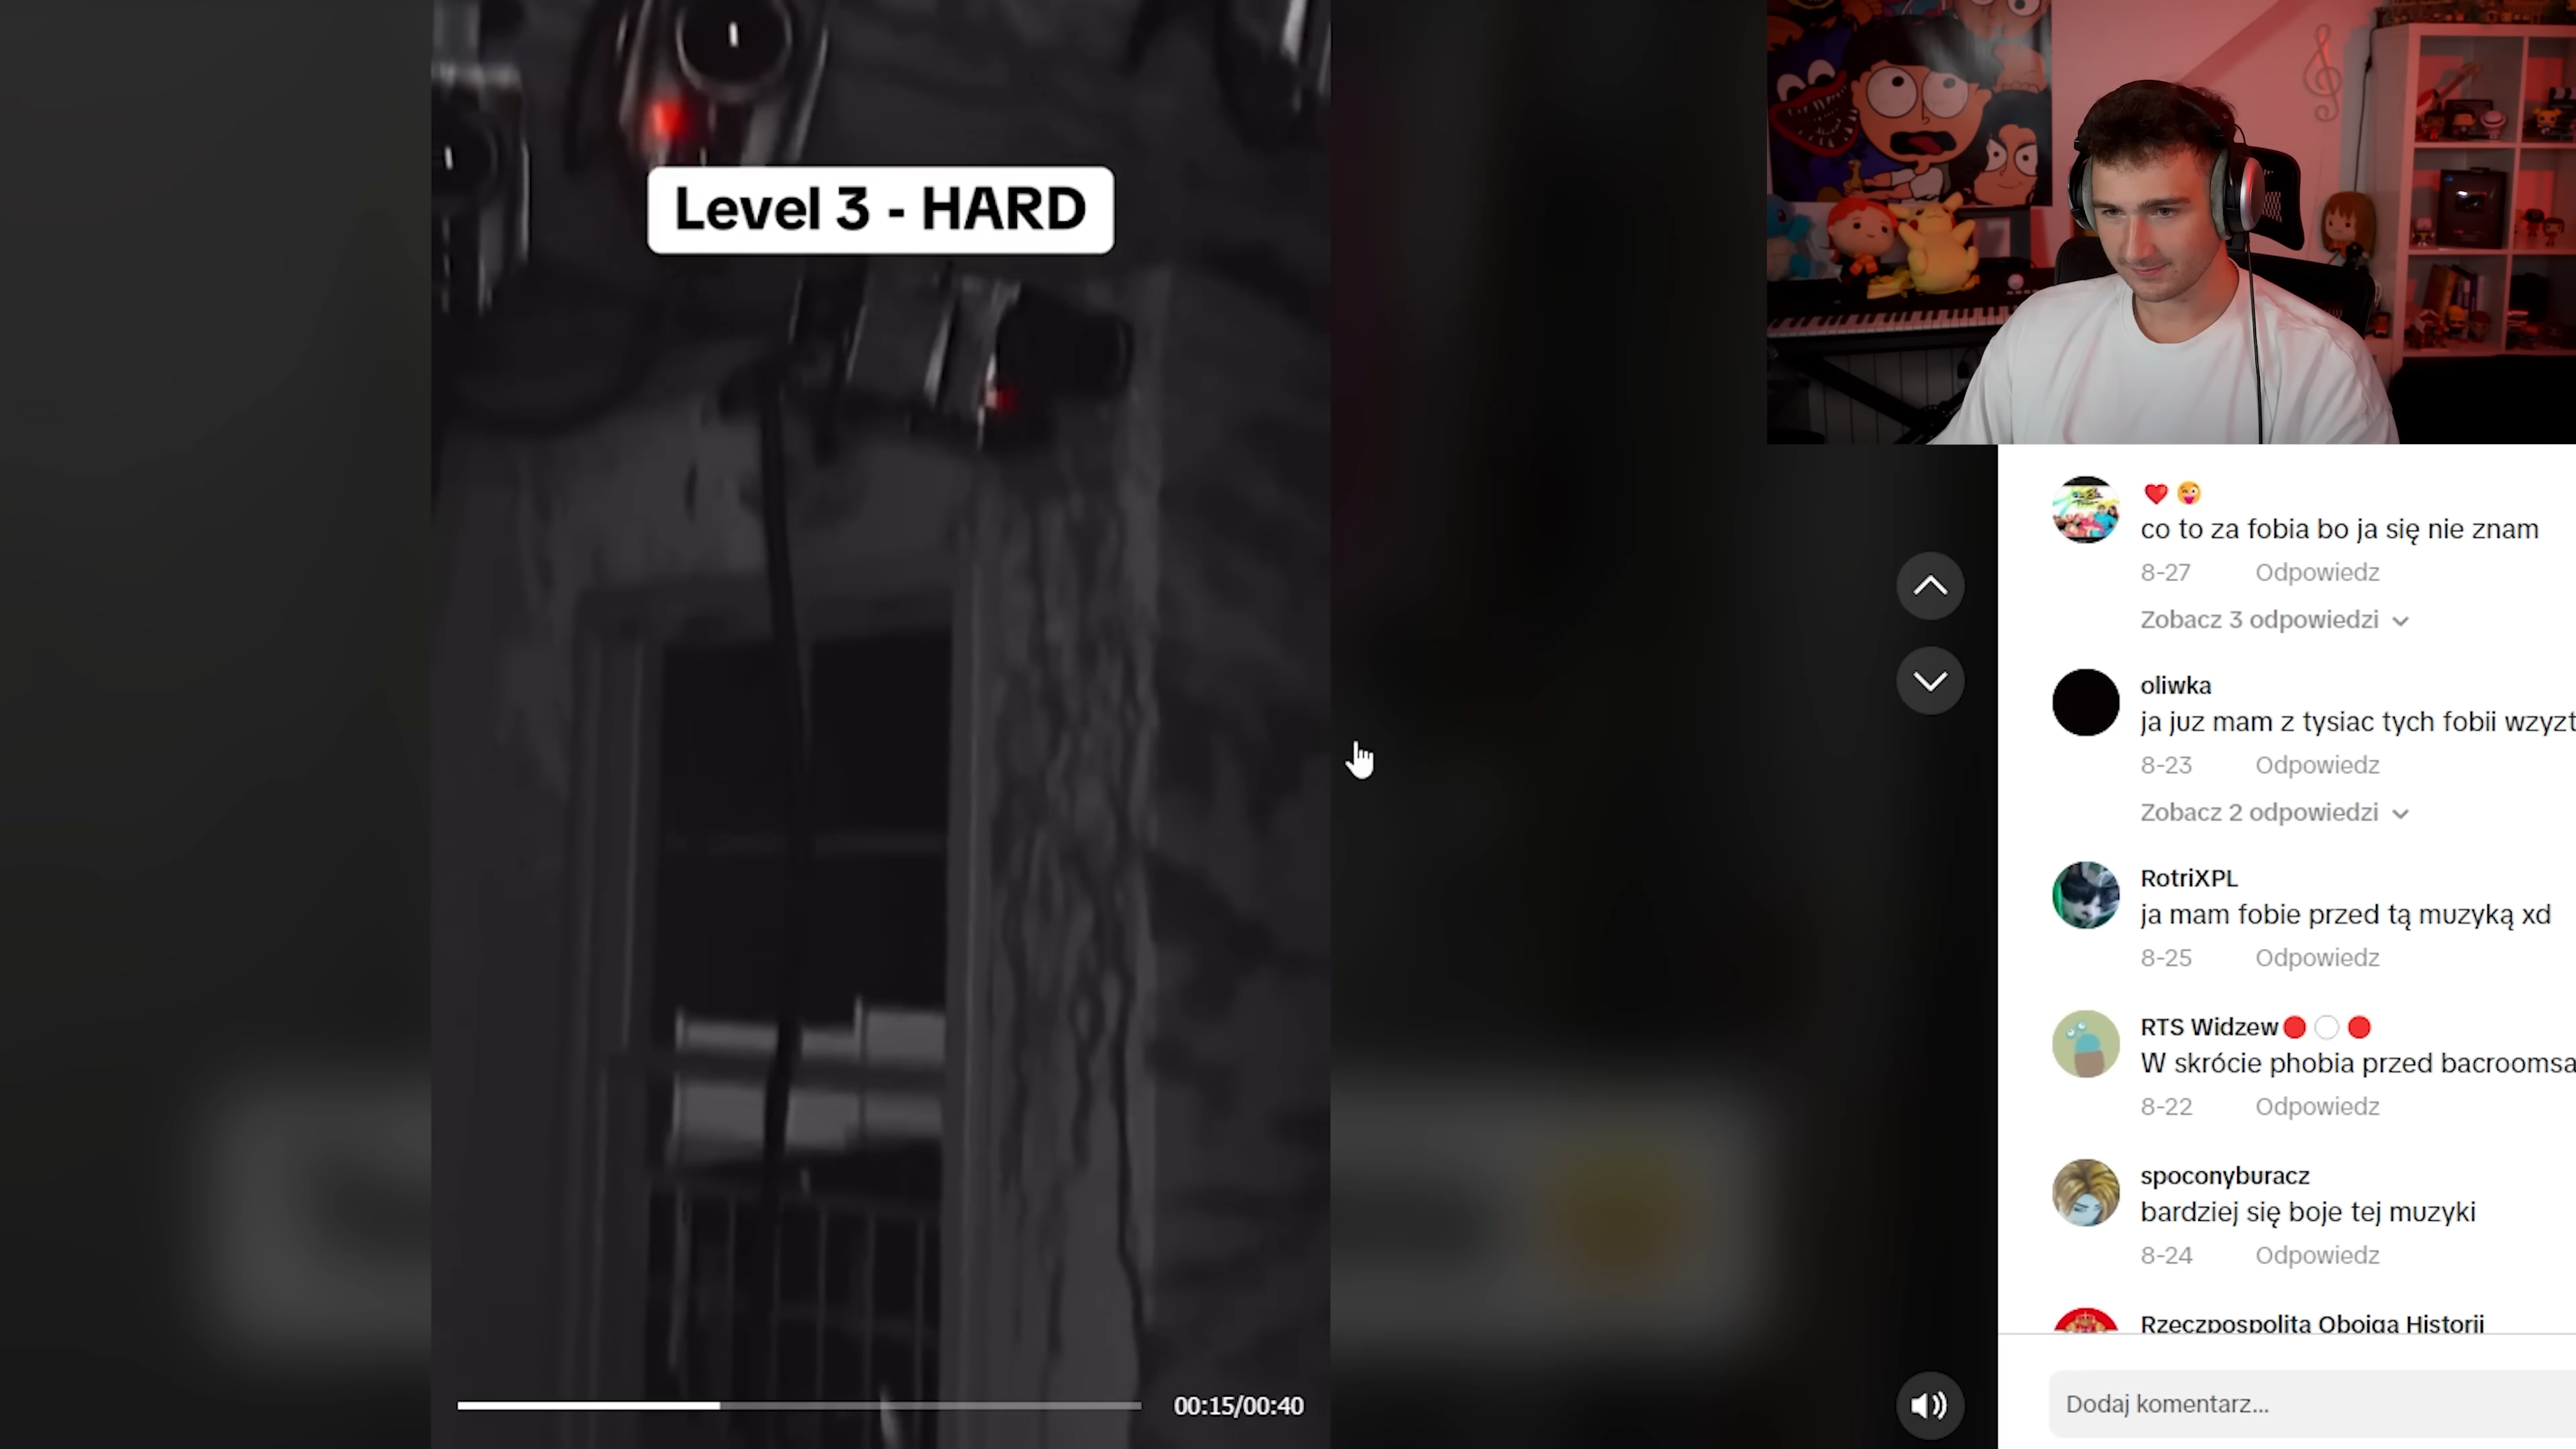 Level 3 - HARD
00:15/00:40
❤️ 😜
co to za fobia bo ja się nie znam
8-27 Odpowiedz
Zobacz 3 odpowiedzi
oliwka
ja juz mam z tysiac tych fobii wzyzt
8-23 Odpowiedz
Zobacz 2 odpowiedzi
RotriXPL
ja mam fobie przed tą muzyką xd
8-25 Odpowiedz
RTS Widzew🔴⚪🔴
W skrócie phobia przed bacroomsa
8-22 Odpowiedz
spoconyburacz
bardziej się boje tej muzyki
8-24 Odpowiedz
Rzeczpospolita Obojga Historii
Dodaj komentarz...